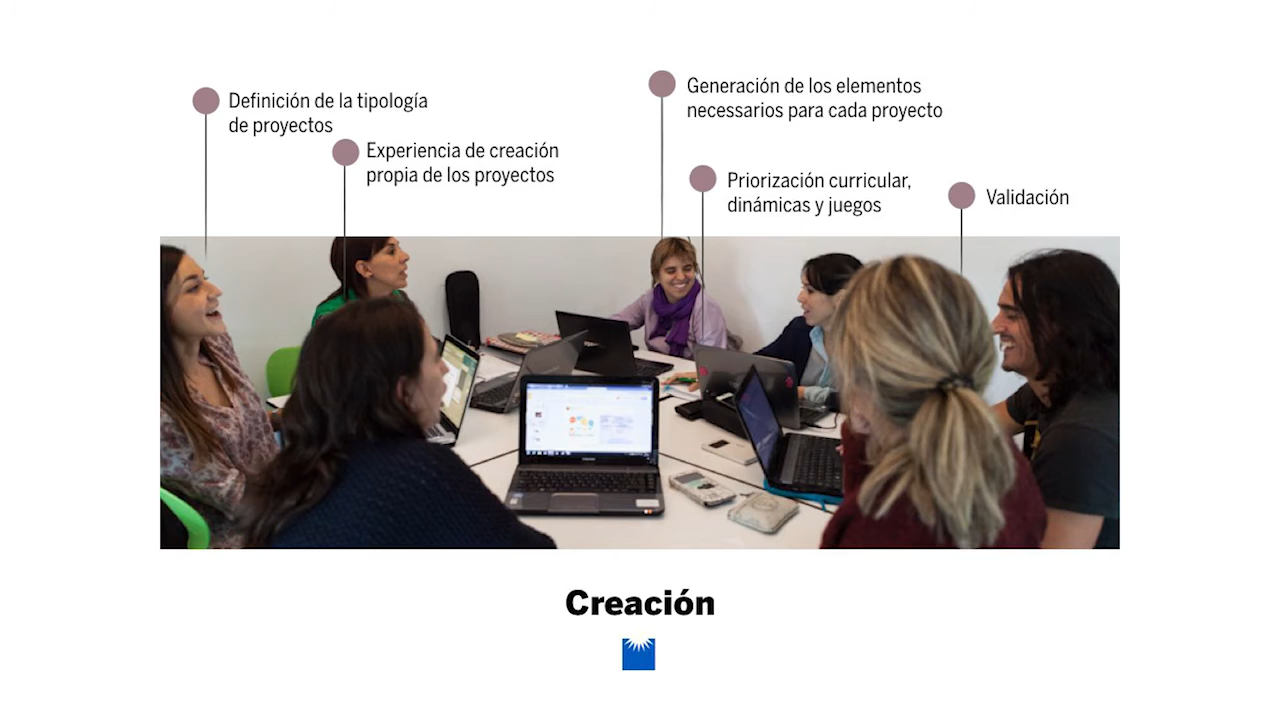 Definición de la tipología
de proyectos
Experiencia de creación
propia de los proyectos
Generación de los elementos
necessarios para cada proyecto
Priorización curricular,
dinámicas y juegos
Validación
Creación